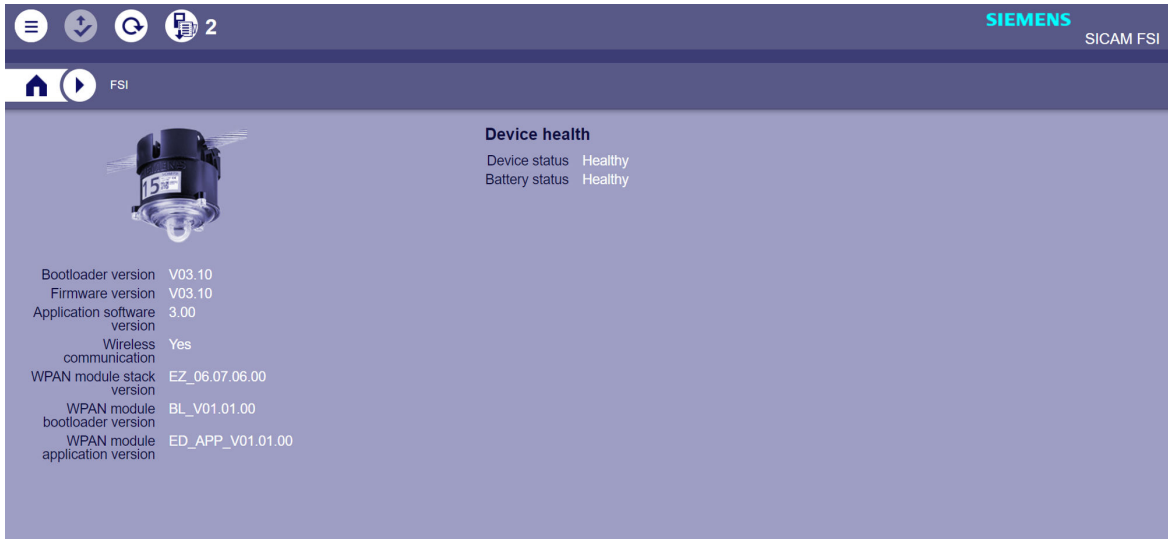 2
SIEMENS
SICAM FSI
FSI
15
Device health
Device status Healthy
Battery status Healthy
Bootloader version V03.10
Firmware version V03.10
Application software 3.00
version
Wireless Yes
communication
WPAN module stack EZ_06.07.06.00
version
WPAN module BL_V01.01.00
bootloader version
WPAN module ED_APP_V01.01.00
application version